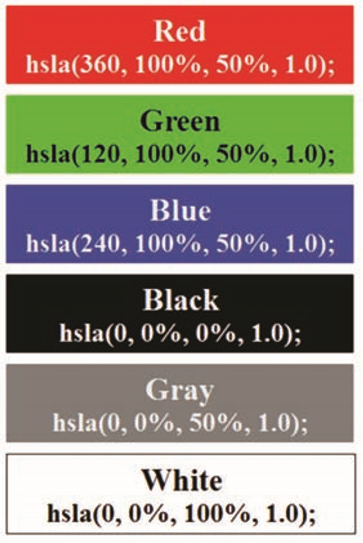 Red
hsla(360, 100%, 50%, 1.0);
Green
hsla(120, 100%, 50%, 1.0);
Blue
hsla(240, 100%, 50%, 1.0);
Black
hsla(0, 0%, 0%, 1.0);
Gray
hsla(0, 0%, 50%, 1.0);
White
hsla(0, 0%, 100%, 1.0);